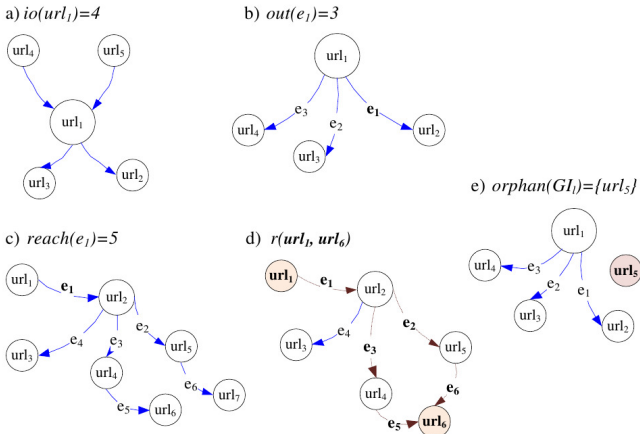 a) io(url₁)=4
url₄
url₅
url₁
url₃
url₂
b) out(e₁)=3
url₁
e₃
e₂
e₁
url₄
url₃
url₂
e) orphan(GI₁)={url₅}
url₁
url₄
e₃
e₂
e₁
url₅
url₃
url₂
c) reach(e₁)=5
url₁
e₁
url₂
e₄
e₃
e₂
url₃
url₄
url₅
e₅
e₆
url₆
url₇
d) r(url₁, url₆)
url₁
e₁
url₂
e₄
e₃
e₂
url₃
url₅
url₄
e₆
e₅
url₆